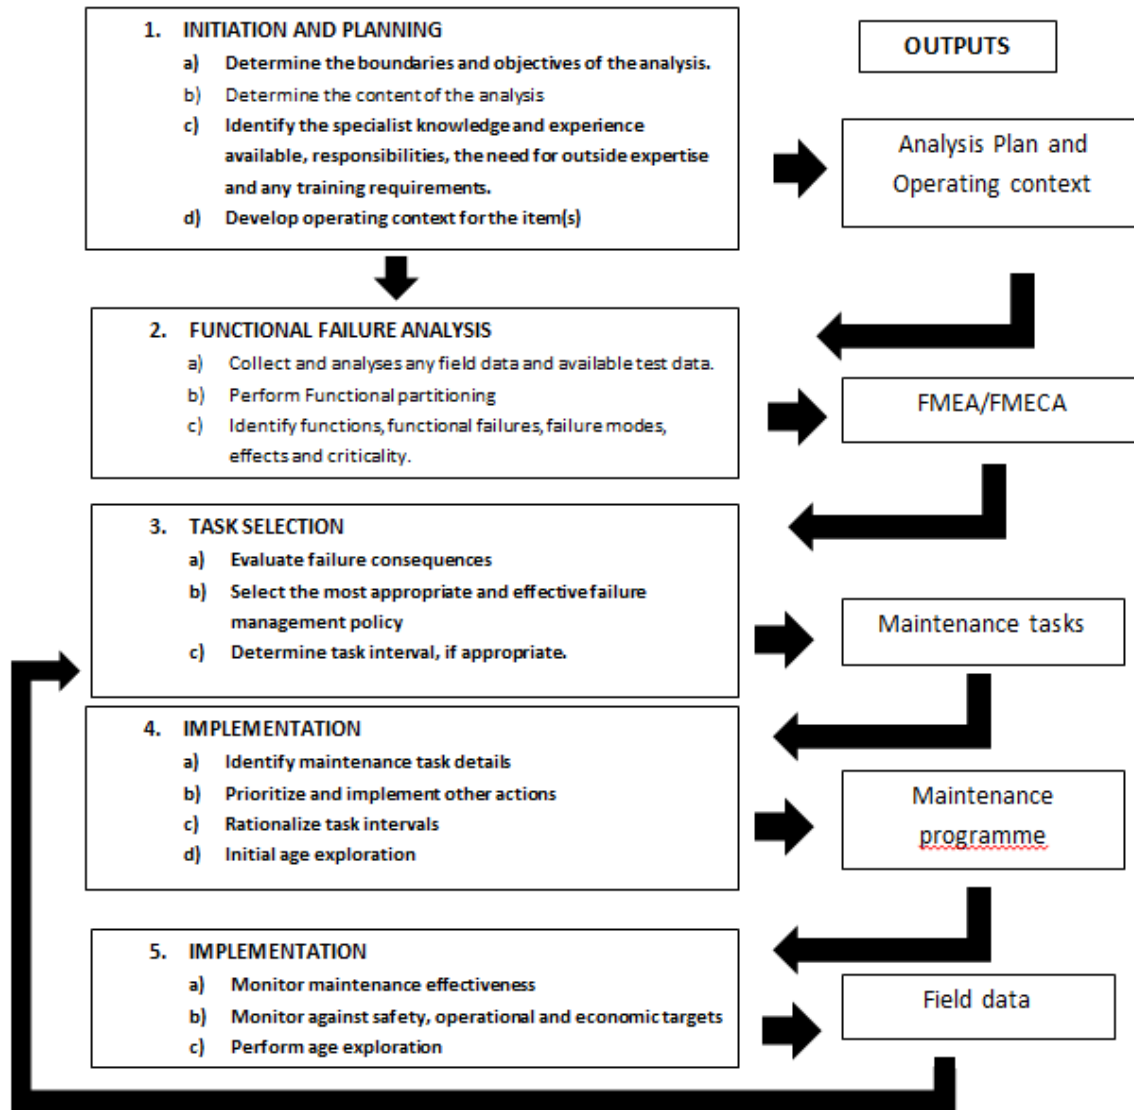 1. INITIATION AND PLANNING
a) Determine the boundaries and objectives of the analysis.
b) Determine the content of the analysis
c) Identify the specialist knowledge and experience
available, responsibilities, the need for outside expertise
and any training requirements.
d) Develop operating context for the item(s)
OUTPUTS
Analysis Plan and
Operating context
2. FUNCTIONAL FAILURE ANALYSIS
a) Collect and analyses any field data and available test data.
b) Perform Functional partitioning
c) Identify functions, functional failures, failure modes,
effects and criticality.
FMEA/FMECA
3. TASK SELECTION
a) Evaluate failure consequences
b) Select the most appropriate and effective failure
management policy
c) Determine task interval, if appropriate.
Maintenance tasks
4. IMPLEMENTATION
a) Identify maintenance task details
b) Prioritize and implement other actions
c) Rationalize task intervals
d) Initial age exploration
Maintenance
programme
5. IMPLEMENTATION
a) Monitor maintenance effectiveness
b) Monitor against safety, operational and economic targets
c) Perform age exploration
Field data